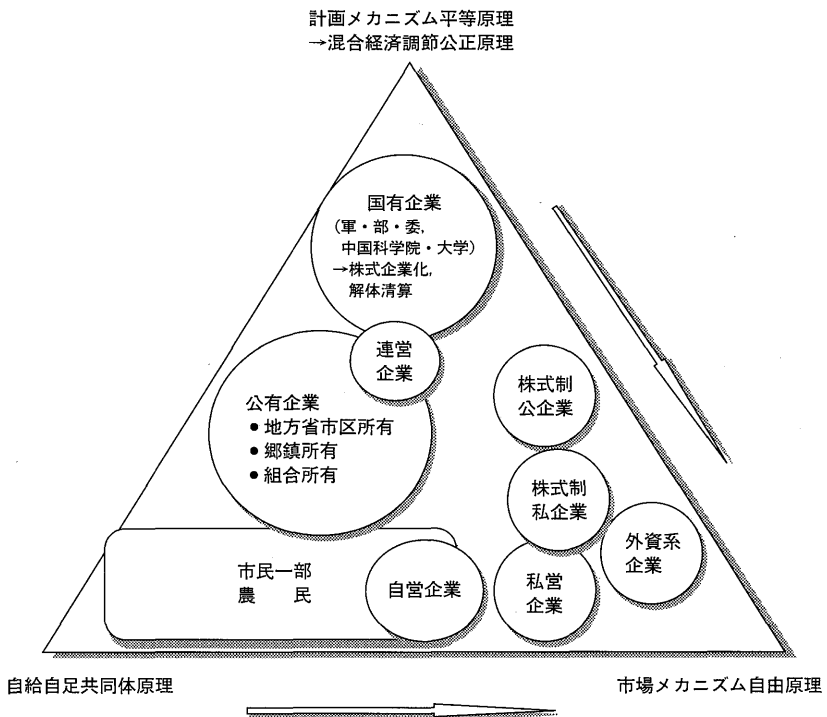 計画メカニズム平等原理
→混合経済調節公正原理
国有企業
(軍・部・委,
中国科学院・大学)
→株式企業化,
解体清算
連営
企業
公有企業
● 地方省市区所有
● 郷鎮所有
● 組合所有
株式制
公企業
株式制
私企業
外資系
企業
市民一部
農　　民
自営企業
私営
企業
自給自足共同体原理
市場メカニズム自由原理